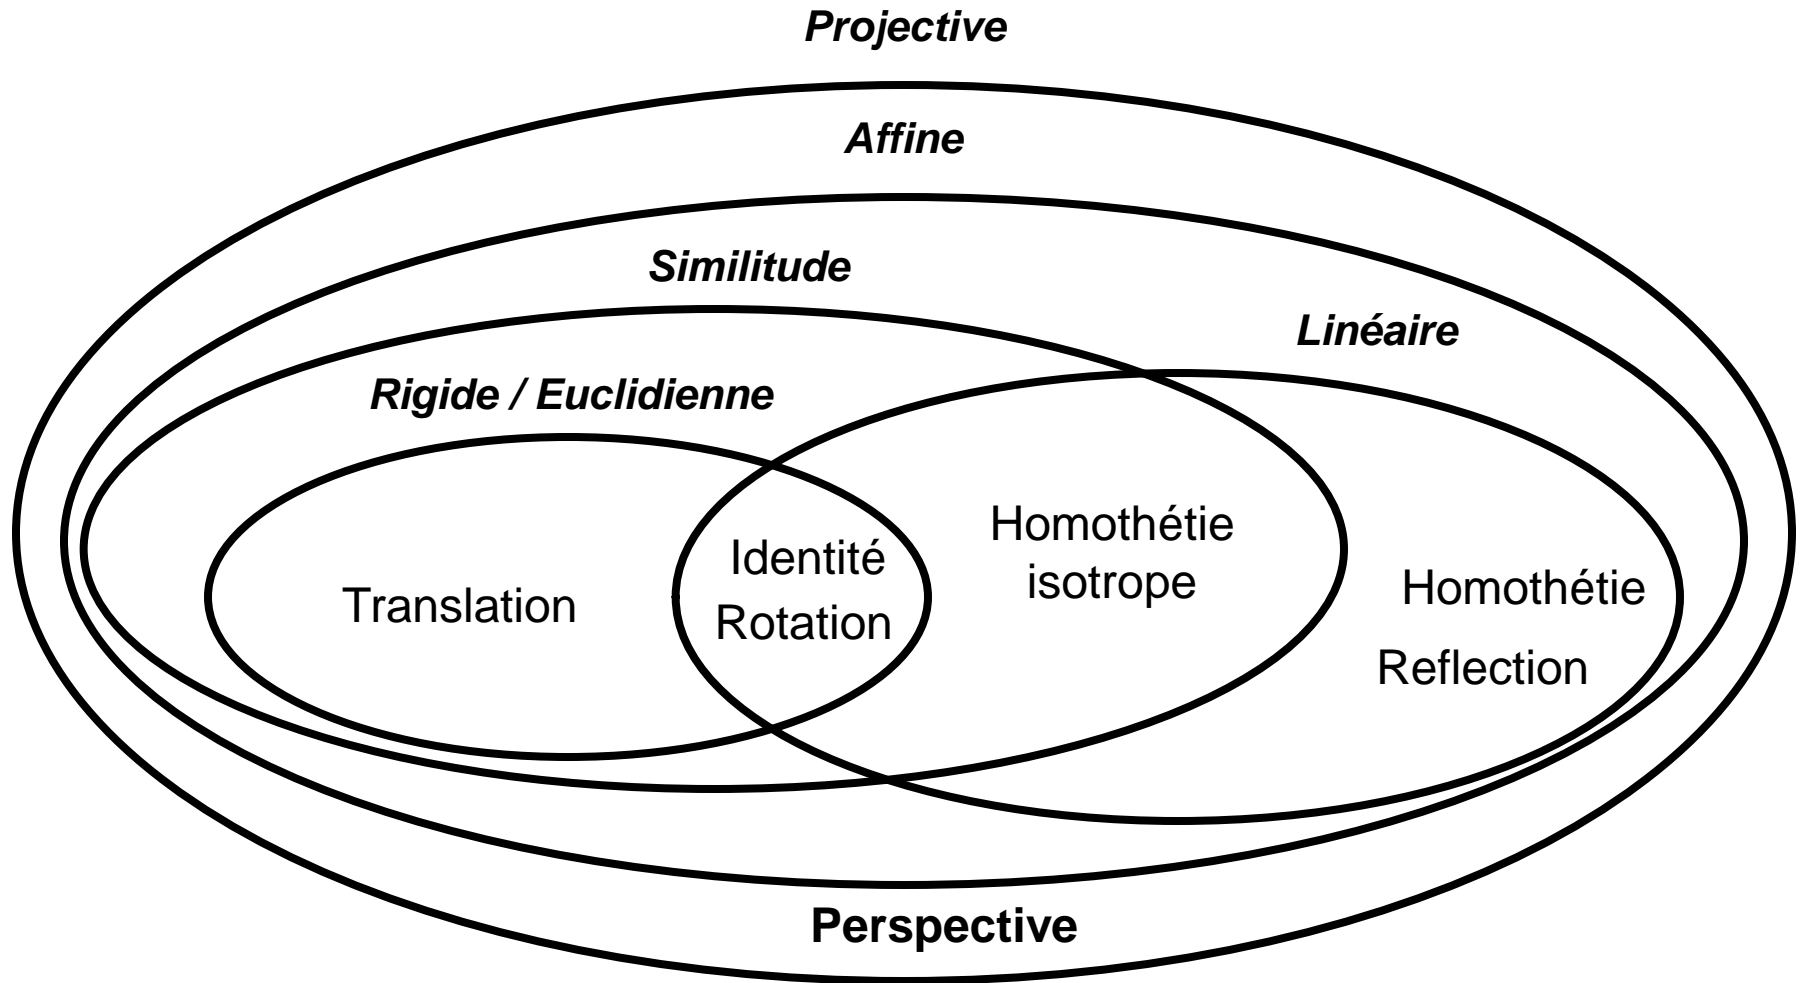 Projective
Affine
Similitude
Linéaire
Rigide / Euclidienne
Homothétie
isotrope
Identité
Rotation
Translation
Homothétie
Reflection
Perspective